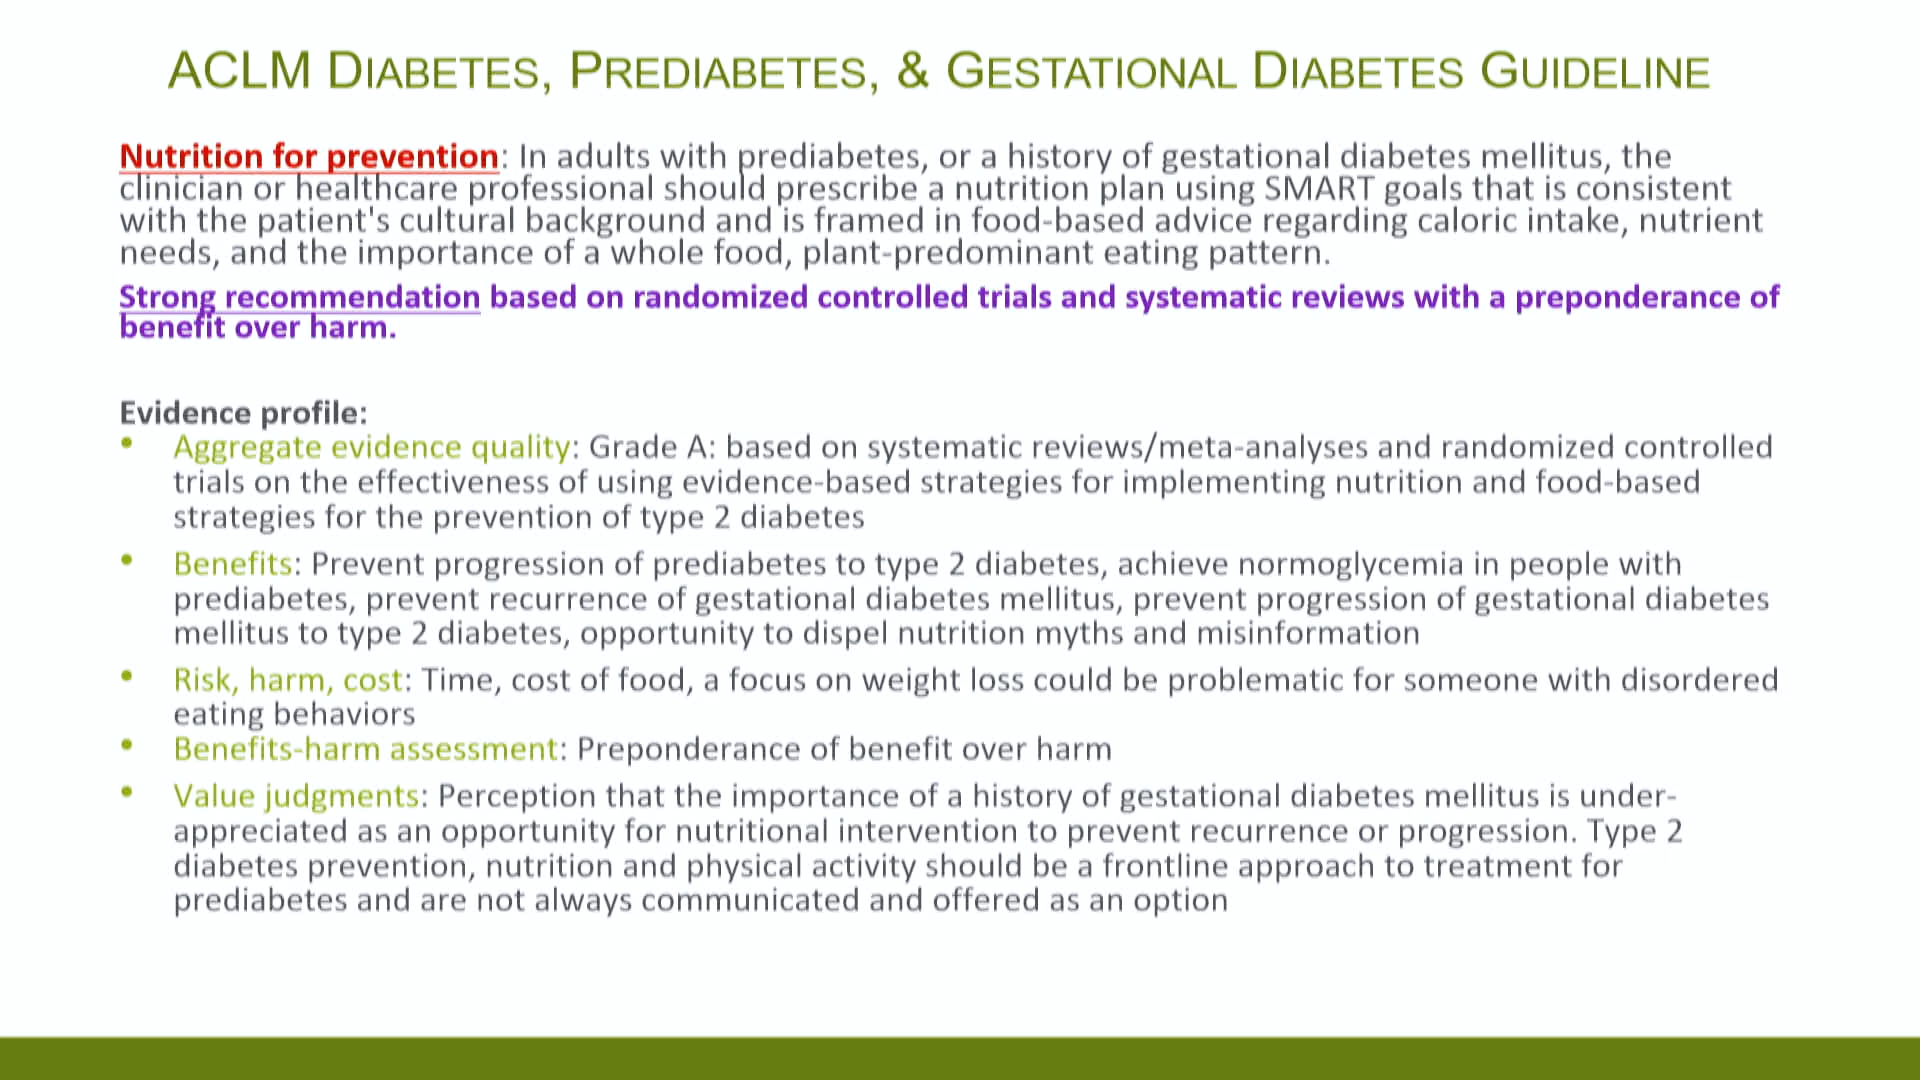 ACLM DIABETES, PREDIABETES, & GESTATIONAL DIABETES GUIDELINE
Nutrition for prevention: In adults with prediabetes, or a history of gestational diabetes mellitus, the
clinician or healthcare professional should prescribe a nutrition plan using SMART goals that is consistent
with the patient's cultural background and is framed in food-based advice regarding caloric intake, nutrient
needs, and the importance of a whole food, plant-predominant eating pattern.
Strong recommendation based on randomized controlled trials and systematic reviews with a preponderance of
benefit over harm.
Evidence profile:
• Aggregate evidence quality: Grade A: based on systematic reviews/meta-analyses and randomized controlled
trials on the effectiveness of using evidence-based strategies for implementing nutrition and food-based
strategies for the prevention of type 2 diabetes
• Benefits: Prevent progression of prediabetes to type 2 diabetes, achieve normoglycemia in people with
prediabetes, prevent recurrence of gestational diabetes mellitus, prevent progression of gestational diabetes
mellitus to type 2 diabetes, opportunity to dispel nutrition myths and misinformation
• Risk, harm, cost: Time, cost of food, a focus on weight loss could be problematic for someone with disordered
eating behaviors
• Benefits-harm assessment: Preponderance of benefit over harm
• Value judgments: Perception that the importance of a history of gestational diabetes mellitus is under-
appreciated as an opportunity for nutritional intervention to prevent recurrence or progression. Type 2
diabetes prevention, nutrition and physical activity should be a frontline approach to treatment for
prediabetes and are not always communicated and offered as an option